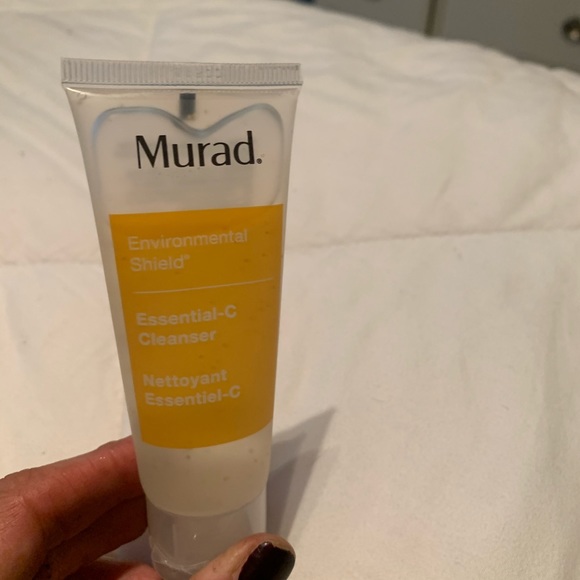 Murad.
Environmental
Shield®
Essential-C
Cleanser
Nettoyant
Essentiel-C